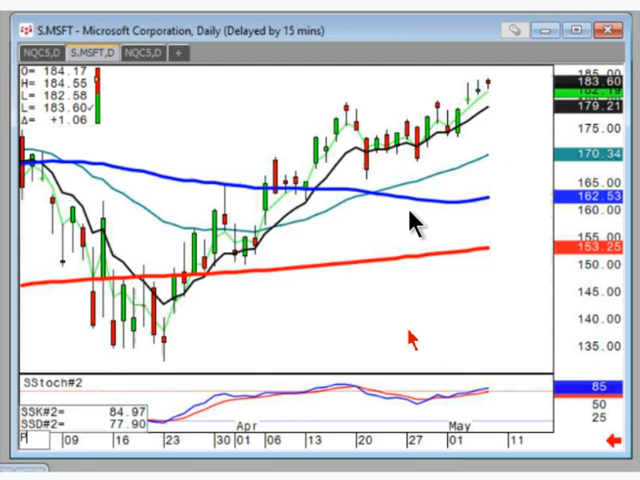 S.MSFT - Microsoft Corporation, Daily (Delayed by 15 mins)
NQC5,D S.MSFT,D NQC5,D +
O= 184.17
H= 184.55
L= 182.58
L= 183.60✓
Δ= +1.06
185.00
183.60
182.19
179.21
175.00
170.34
165.00
162.53
160.00
155.00
153.25
150.00
145.00
140.00
135.00
SStoch#2
SSK#2= 84.97
SSD#2= 77.90
85
50
25
Apr May
09 16 23 30 01 06 13 20 27 01 11